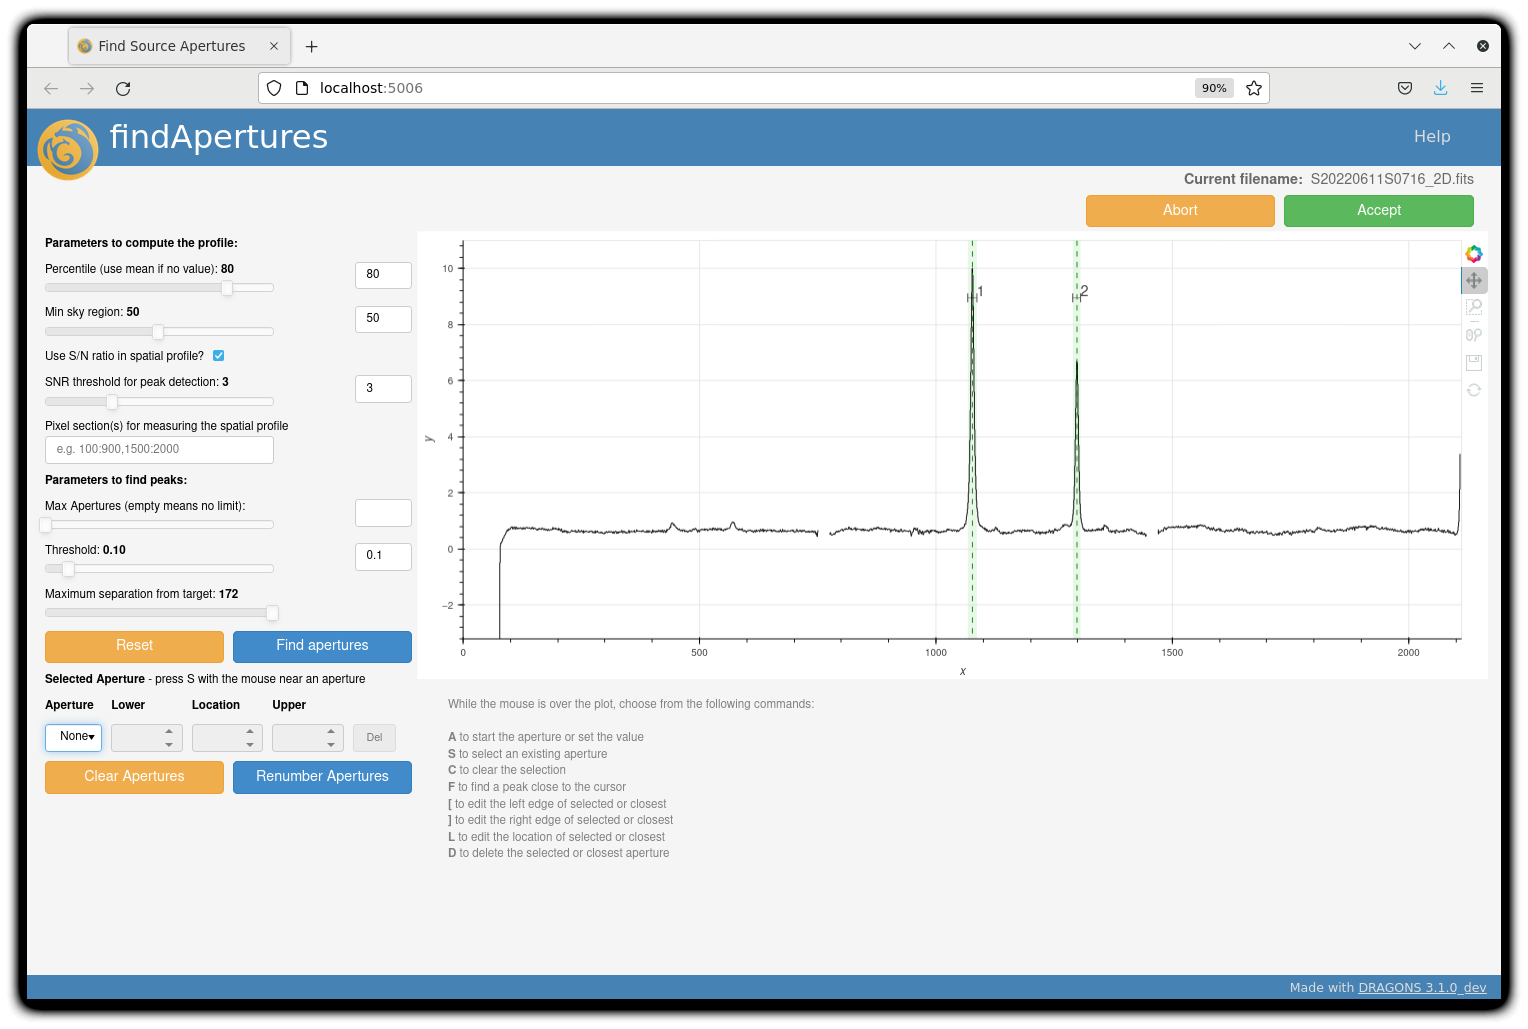 Find Source Apertures
localhost:5006
90%
findApertures
Help
Current filename: S20220611S0716_2D.fits
Abort
Accept
Parameters to compute the profile:
Percentile (use mean if no value): 80
80
Min sky region: 50
50
Use S/N ratio in spatial profile?
SNR threshold for peak detection: 3
3
Pixel section(s) for measuring the spatial profile
e.g. 100:900,1500:2000
Parameters to find peaks:
Max Apertures (empty means no limit):
Threshold: 0.10
0.1
Maximum separation from target: 172
Reset
Find apertures
Selected Aperture - press S with the mouse near an aperture
Aperture Lower Location Upper
None
Del
Clear Apertures
Renumber Apertures
10
8
6
4
2
0
−2
y
1
2
0 500 1000 1500 2000
x
While the mouse is over the plot, choose from the following commands:
A to start the aperture or set the value
S to select an existing aperture
C to clear the selection
F to find a peak close to the cursor
[ to edit the left edge of selected or closest
] to edit the right edge of selected or closest
L to edit the location of selected or closest
D to delete the selected or closest aperture
Made with DRAGONS 3.1.0_dev